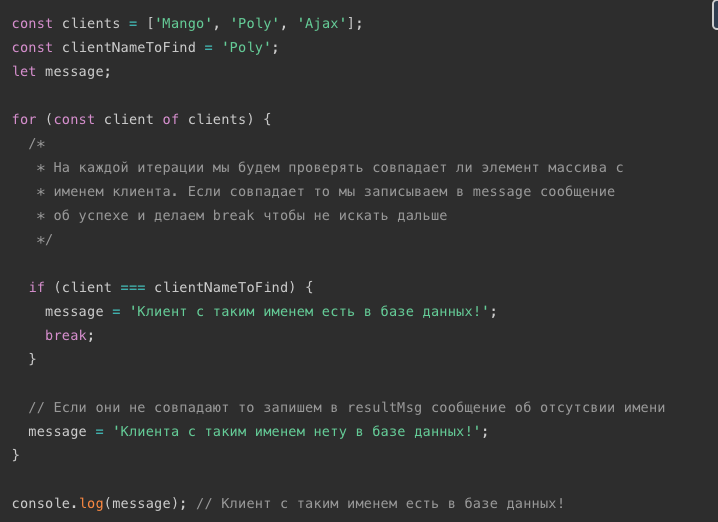 const clients = ['Mango', 'Poly', 'Ajax'];
const clientNameToFind = 'Poly';
let message;
for (const client of clients) {
/*
* На каждой итерации мы будем проверять совпадает ли элемент массива с
* именем клиента. Если совпадает то мы записываем в message сообщение
* об успехе и делаем break чтобы не искать дальше
*/
if (client === clientNameToFind) {
message = 'Клиент с таким именем есть в базе данных!';
break;
}
// Если они не совпадают то запишем в resultMsg сообщение об отсутсвии имени
message = 'Клиента с таким именем нету в базе данных!';
}
console.log(message); // Клиент с таким именем есть в базе данных!